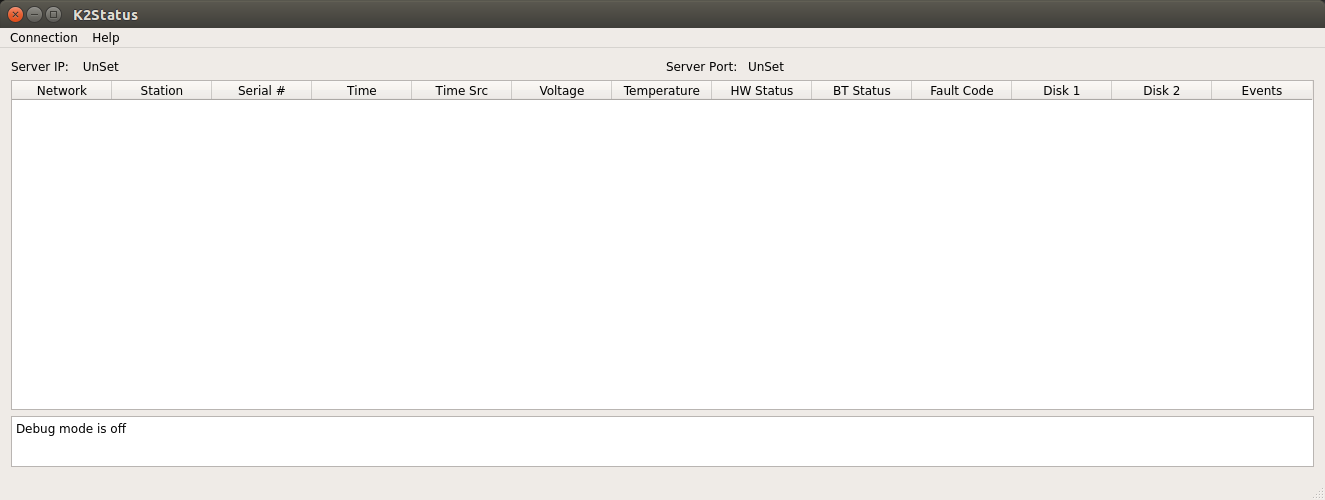 K2Status
Connection Help
Server IP: UnSet Server Port: UnSet
Network Station Serial # Time Time Src Voltage Temperature HW Status BT Status Fault Code Disk 1 Disk 2 Events
Debug mode is off